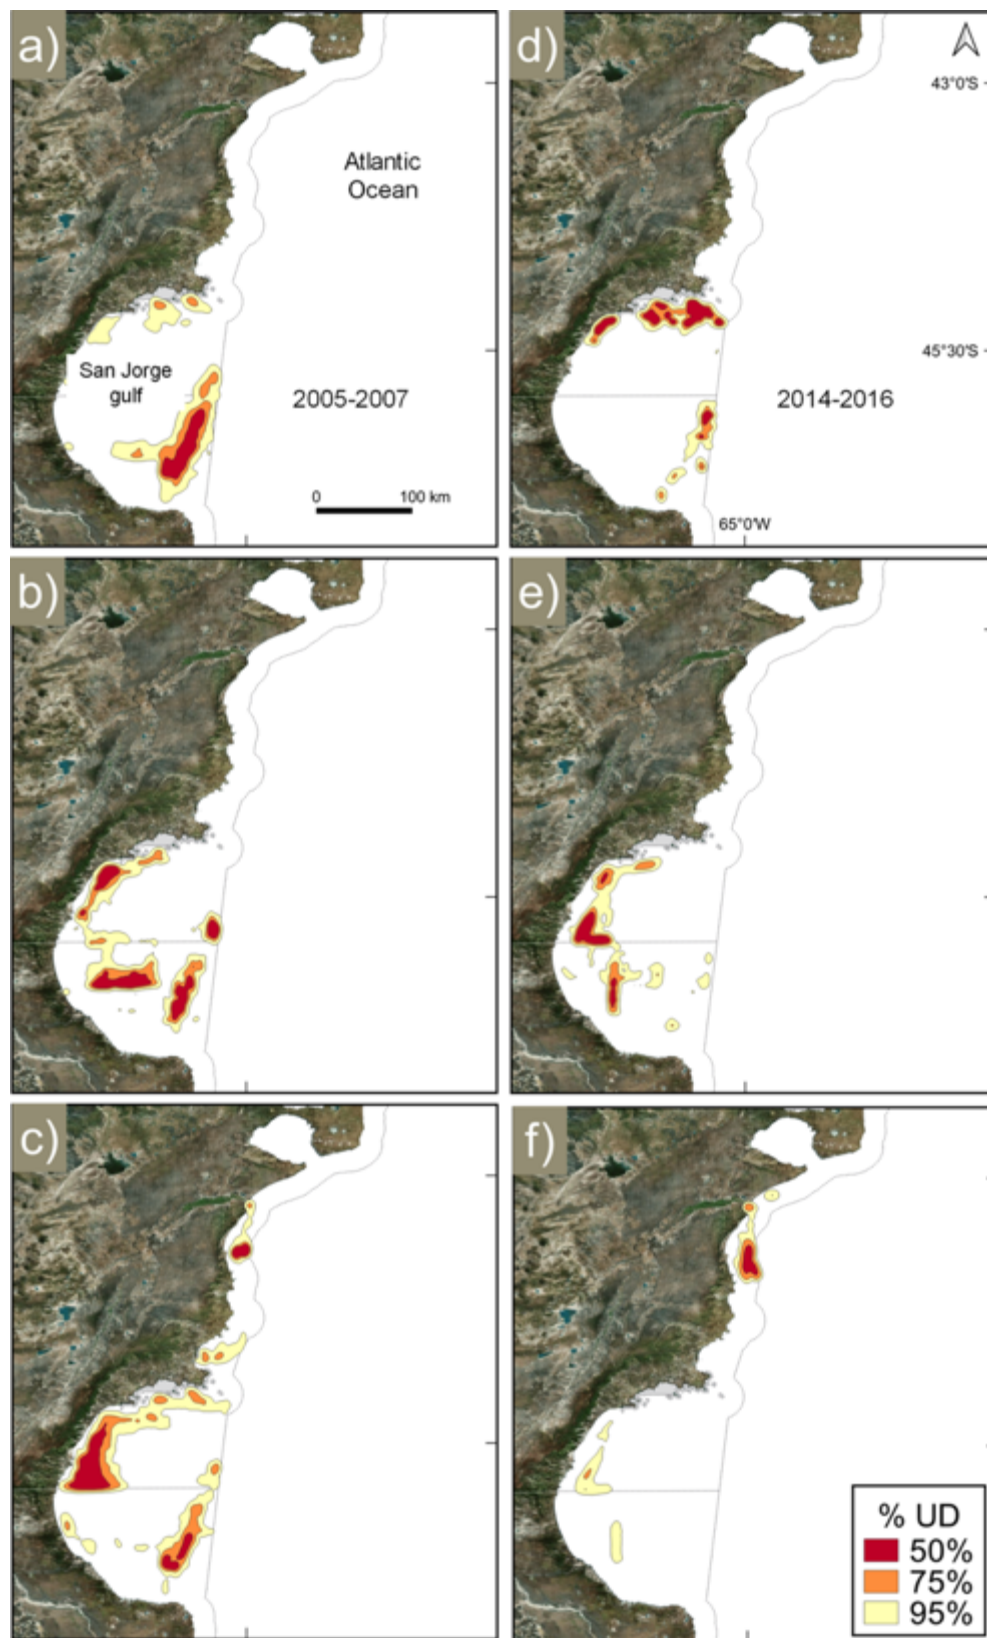 a)
Atlantic
Ocean
San Jorge
gulf
2005-2007
0 100 km
d)
43°0'S
45°30'S
2014-2016
65°0'W
b)
e)
c)
f)
% UD
50%
75%
95%